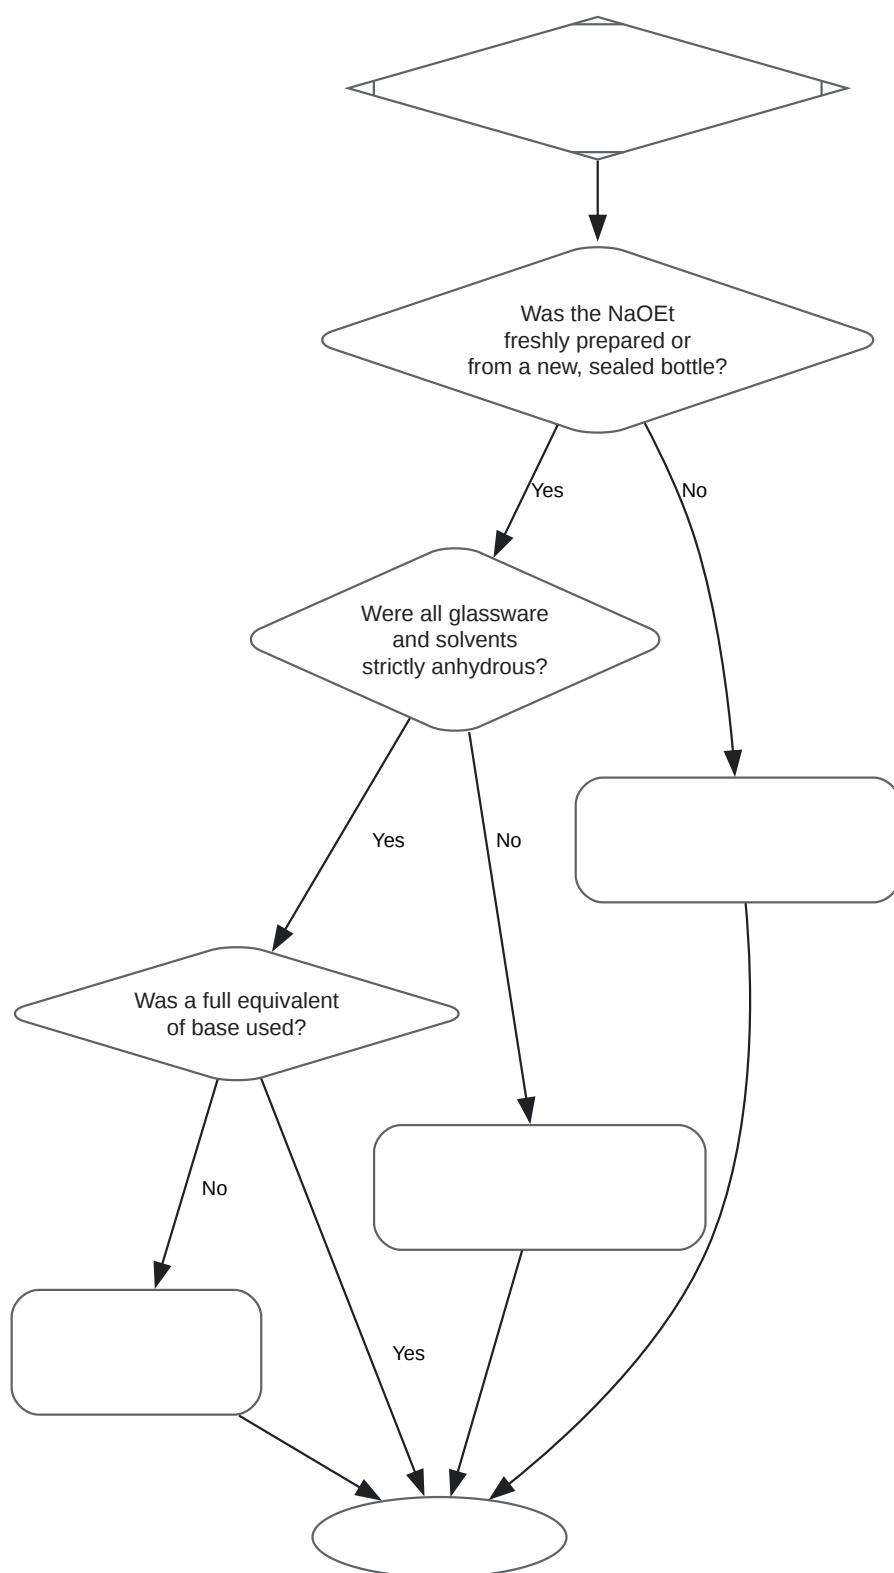 Was the NaOEt
freshly prepared or
from a new, sealed bottle?
Yes
No
Were all glassware
and solvents
strictly anhydrous?
Yes
No
Was a full equivalent
of base used?
No
Yes